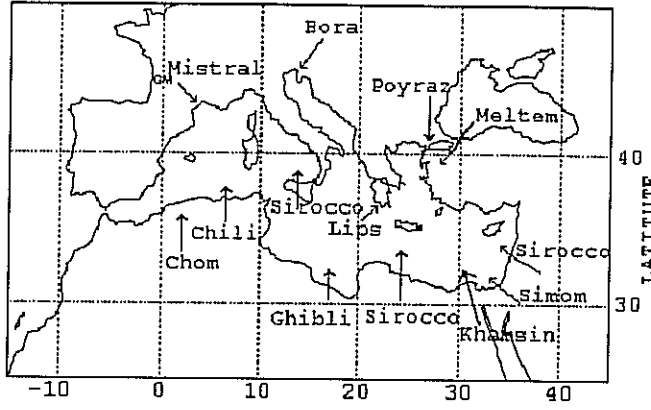 Bora
GM Mistral
Poyraz
Meltem
40
Sirocco
Lips
Chili
Chom
Sirocco
LATITUTE
Simom
30
Ghibli Sirocco
Khamsin
-10 0 10 20 30 40